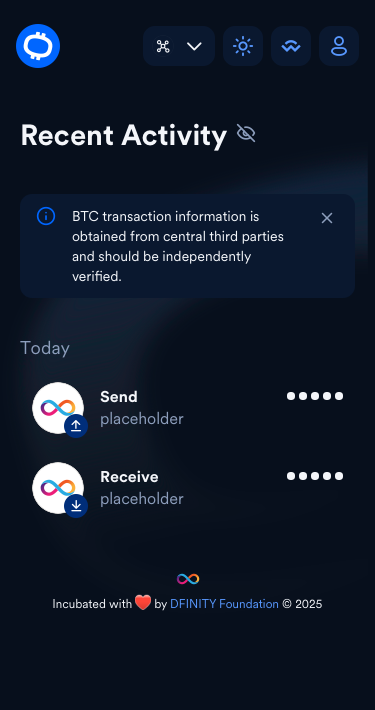 Recent Activity
BTC transaction information is
obtained from central third parties
and should be independently
verified.
Today
Send
placeholder
Receive
placeholder
Incubated with ❤️ by DFINITY Foundation © 2025